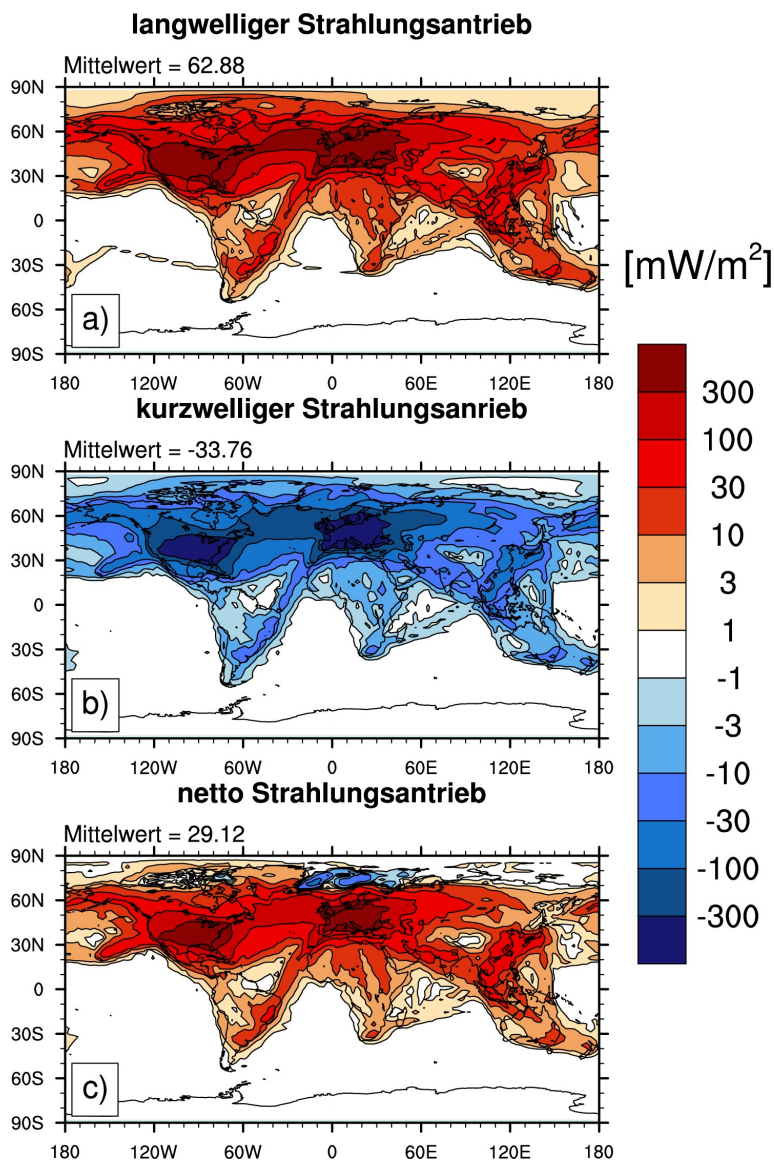 langwelliger Strahlungsantrieb
Mittelwert = 62.88
90N
60N
30N
0
30S
60S
90S
a)
180 120W 60W 0 60E 120E 180
kurzwelliger Strahlungsanrieb
Mittelwert = -33.76
90N
60N
30N
0
30S
60S
90S
b)
180 120W 60W 0 60E 120E 180
netto Strahlungsantrieb
Mittelwert = 29.12
90N
60N
30N
0
30S
60S
90S
c)
180 120W 60W 0 60E 120E 180
[mW/m²]
300
100
30
10
3
1
-1
-3
-10
-30
-100
-300